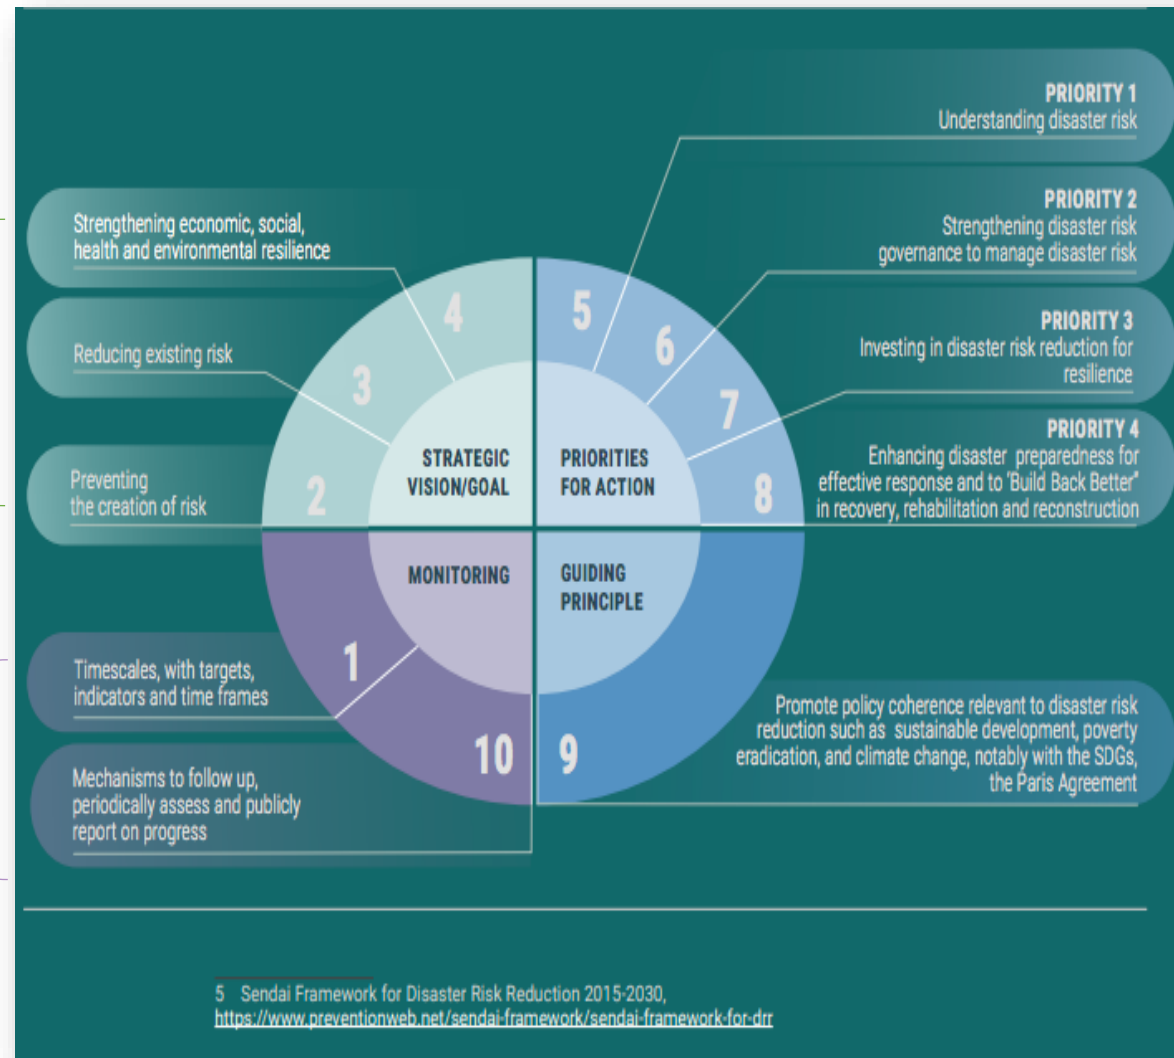 PRIORITY 1
Understanding disaster risk
PRIORITY 2
Strengthening disaster risk
governance to manage disaster risk
PRIORITY 3
Investing in disaster risk reduction for
resilience
PRIORITY 4
Enhancing disaster preparedness for
effective response and to "Build Back Better"
in recovery, rehabilitation and reconstruction
Strengthening economic, social,
health and environmental resilience
Reducing existing risk
Preventing
the creation of risk
4
3
2
5
6
7
8
STRATEGIC
VISION/GOAL
PRIORITIES
FOR ACTION
MONITORING
GUIDING
PRINCIPLE
1
10
9
Timescales, with targets,
indicators and time frames
Mechanisms to follow up,
periodically assess and publicly
report on progress
Promote policy coherence relevant to disaster risk
reduction such as sustainable development, poverty
eradication, and climate change, notably with the SDGs,
the Paris Agreement
5 Sendai Framework for Disaster Risk Reduction 2015-2030,
https://www.preventionweb.net/sendai-framework/sendai-framework-for-drr